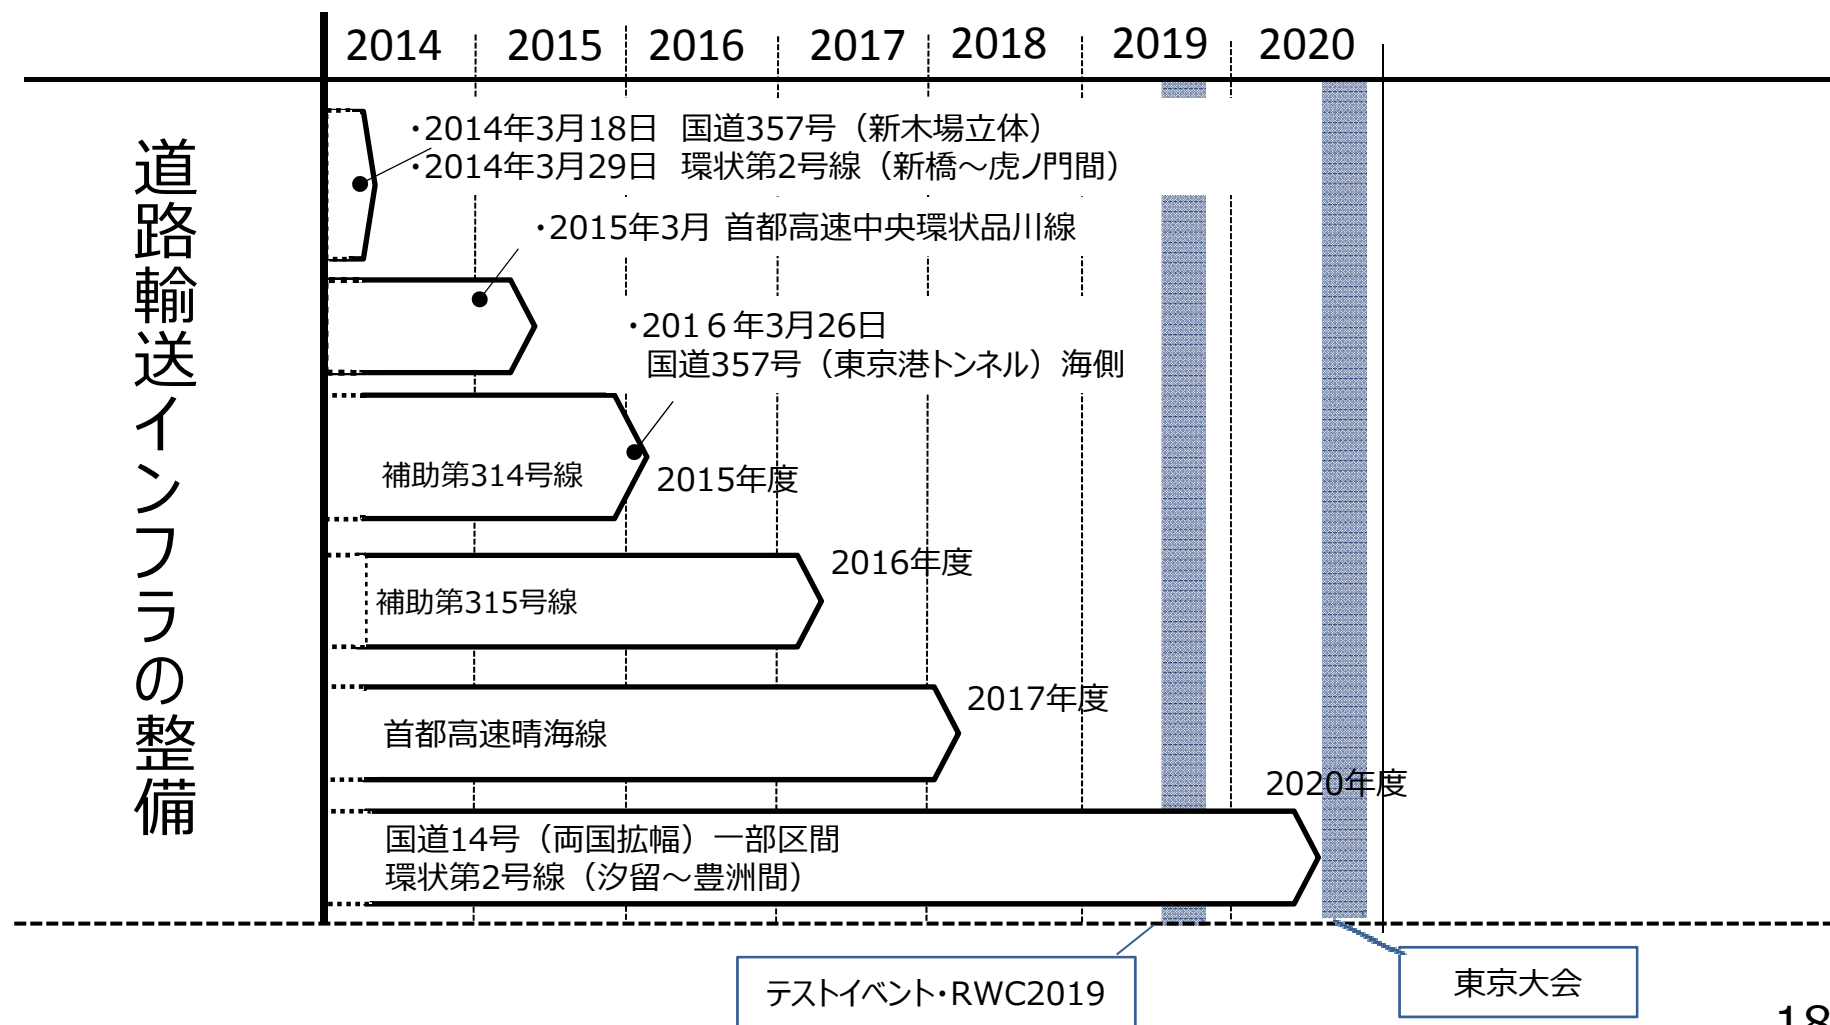 2014 2015 2016 2017 2018 2019 2020
道路輸送インフラの整備
・2014年3月18日 国道357号（新木場立体）
・2014年3月29日 環状第2号線（新橋～虎ノ門間）
・2015年3月 首都高速中央環状品川線
・201６年3月26日
国道357号（東京港トンネル）海側
補助第314号線
2015年度
2016年度
補助第315号線
2017年度
首都高速晴海線
2020年度
国道14号（両国拡幅）一部区間
環状第2号線（汐留～豊洲間）
テストイベント・RWC2019
東京大会
18